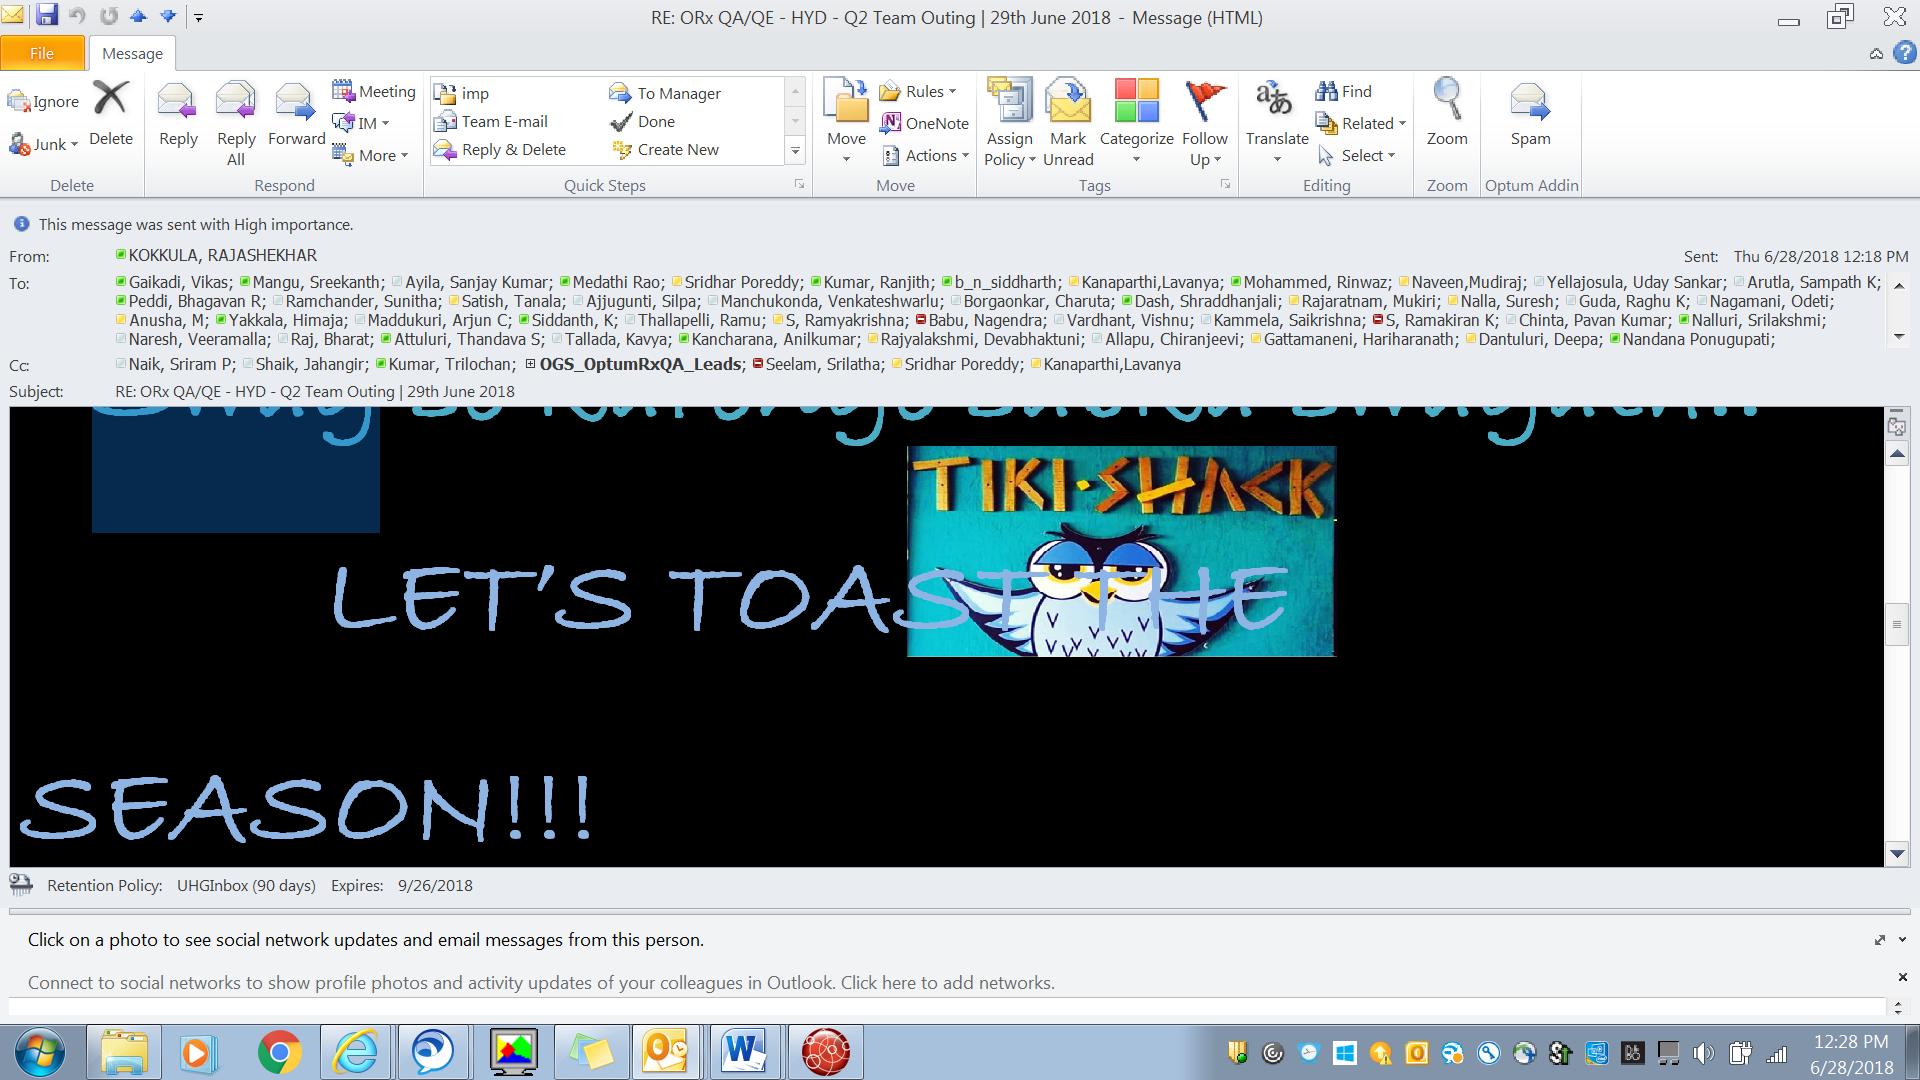 RE: ORx QA/QE - HYD - Q2 Team Outing | 29th June 2018 - Message (HTML)
File Message
Ignore
Junk
Delete
Delete
Reply
Reply All
Forward
Meeting
IM
More
Respond
imp
Team E-mail
Reply & Delete
To Manager
Done
Create New
Quick Steps
Move
Rules
OneNote
Actions
Move
Assign Policy
Mark Unread
Categorize
Follow Up
Tags
Translate
Find
Related
Select
Editing
Zoom
Zoom
Spam
Optum Addin
This message was sent with High importance.
From: KOKKULA, RAJASHEKHAR
Sent: Thu 6/28/2018 12:18 PM
To: Gaikadi, Vikas; Mangu, Sreekanth; Ayila, Sanjay Kumar; Medathi Rao; Sridhar Poreddy; Kumar, Ranjith; b_n_siddharth; Kanaparthi,Lavanya; Mohammed, Rinwaz; Naveen,Mudiraj; Yellajosula, Uday Sankar; Arutla, Sampath K;
Peddi, Bhagavan R; Ramchander, Sunitha; Satish, Tanala; Ajjugunti, Silpa; Manchukonda, Venkateshwarlu; Borgaonkar, Charuta; Dash, Shraddhanjali; Rajaratnam, Mukiri; Nalla, Suresh; Guda, Raghu K; Nagamani, Odeti;
Anusha, M; Yakkala, Himaja; Maddukuri, Arjun C; Siddanth, K; Thallapelli, Ramu; S, Ramyakrishna; Babu, Nagendra; Vardhant, Vishnu; Kammela, Saikrishna; S, Ramakiran K; Chinta, Pavan Kumar; Nalluri, Srilakshmi;
Naresh, Veeramalla; Raj, Bharat; Attuluri, Thandava S; Tallada, Kavya; Kancharana, Anilkumar; Rajyalakshmi, Devabhaktuni; Allapu, Chiranjeevi; Gattamaneni, Hariharanath; Dantuluri, Deepa; Nandana Ponugupati;
Cc: Naik, Sriram P; Shaik, Jahangir; Kumar, Trilochan; OGS_OptumRxQA_Leads; Seelam, Srilatha; Sridhar Poreddy; Kanaparthi,Lavanya
Subject: RE: ORx QA/QE - HYD - Q2 Team Outing | 29th June 2018
TIKI·SHACK
LET'S TOAST THE
SEASON!!!
Retention Policy: UHGInbox (90 days) Expires: 9/26/2018
Click on a photo to see social network updates and email messages from this person.
Connect to social networks to show profile photos and activity updates of your colleagues in Outlook. Click here to add networks.
12:28 PM
6/28/2018